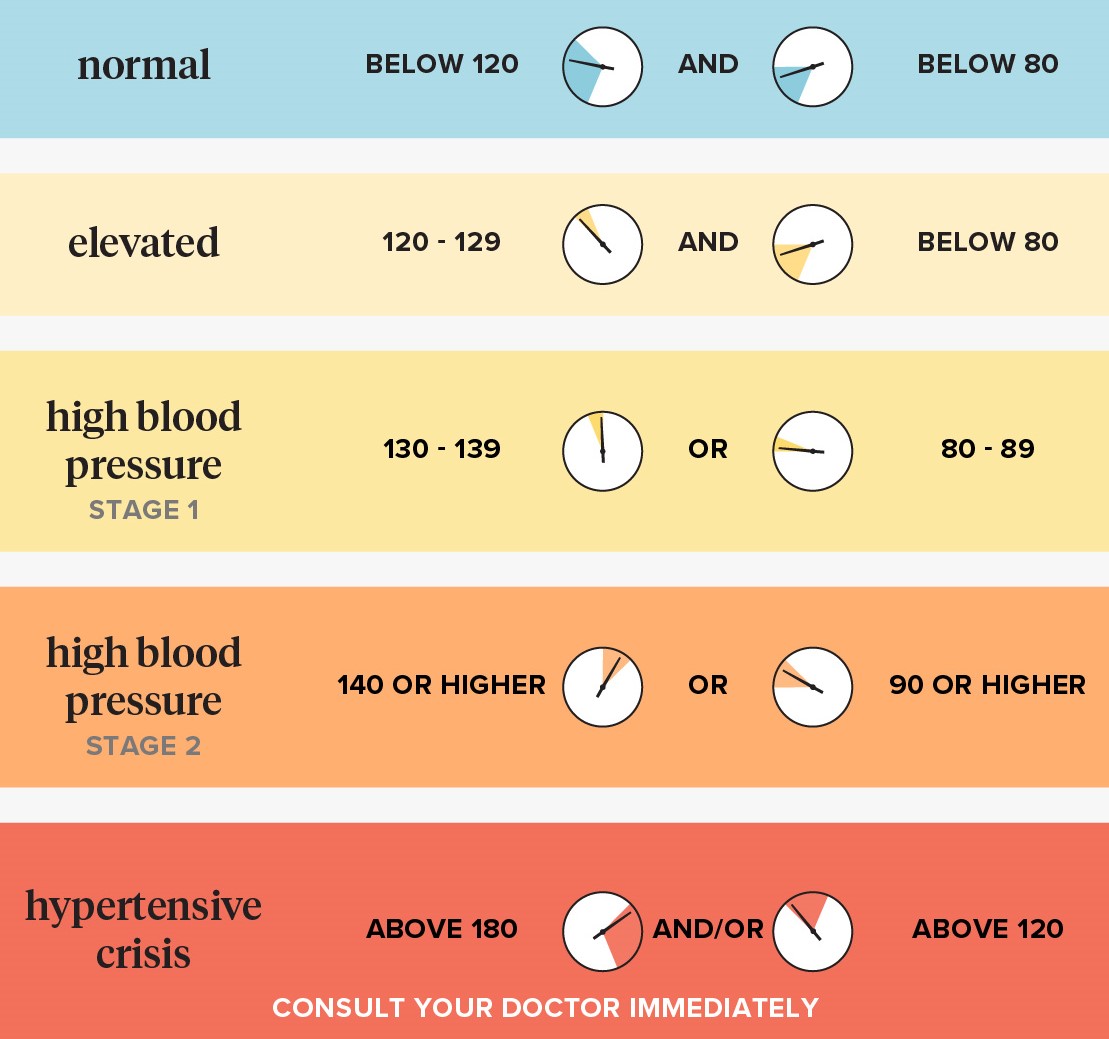 normal BELOW 120 AND BELOW 80
elevated 120 - 129 AND BELOW 80
high blood
pressure
STAGE 1
130 - 139 OR 80 - 89
high blood
pressure
STAGE 2
140 OR HIGHER OR 90 OR HIGHER
hypertensive
crisis
ABOVE 180 AND/OR ABOVE 120
CONSULT YOUR DOCTOR IMMEDIATELY